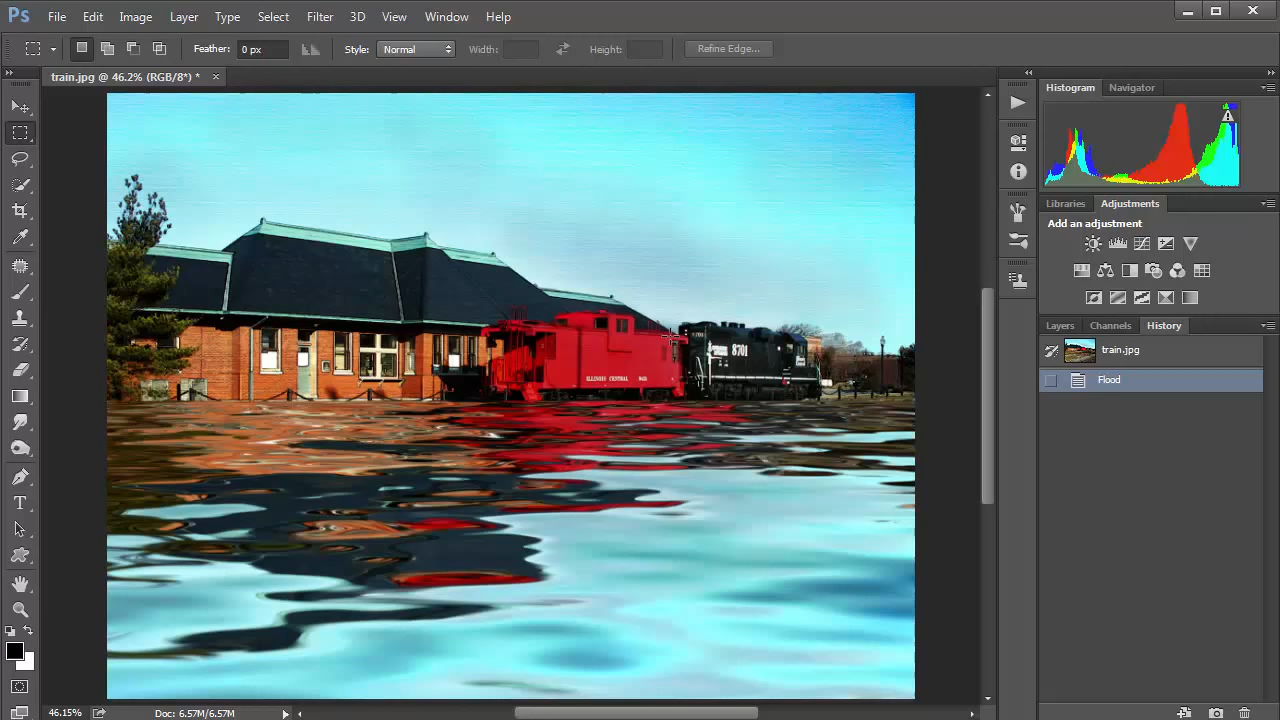 Ps File Edit Image Layer Type Select Filter 3D View Window Help
Feather: 0 px Style: Normal Width: Height: Refine Edge...
train.jpg @ 46.2% (RGB/8*) *
Histogram Navigator
Libraries Adjustments
Add an adjustment
Layers Channels History
train.jpg
Flood
8701
ILLINOIS CENTRAL
46.15% Doc: 6.57M/6.57M